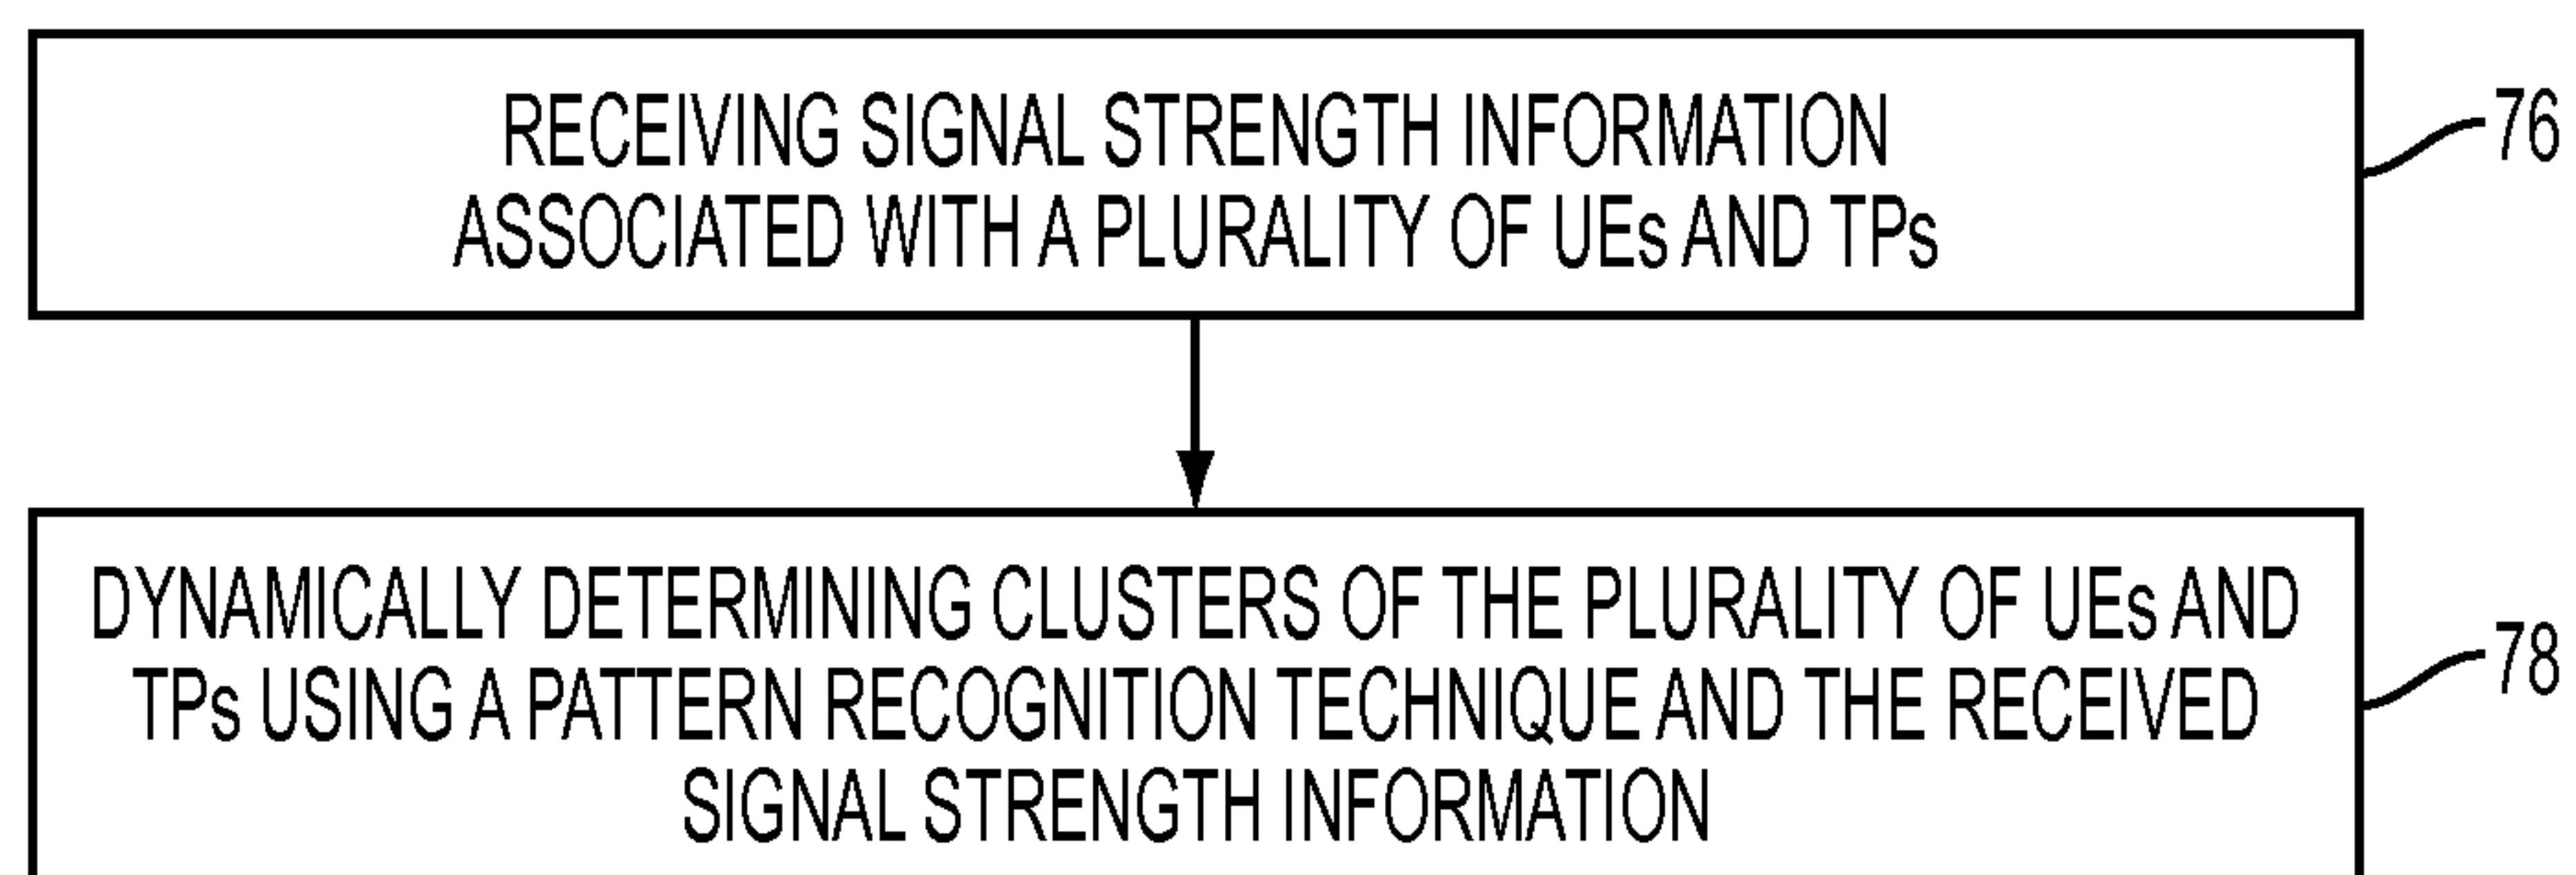 RECEIVING SIGNAL STRENGTH INFORMATION
ASSOCIATED WITH A PLURALITY OF UEs AND TPs
76
DYNAMICALLY DETERMINING CLUSTERS OF THE PLURALITY OF UEs AND
TPs USING A PATTERN RECOGNITION TECHNIQUE AND THE RECEIVED
SIGNAL STRENGTH INFORMATION
78